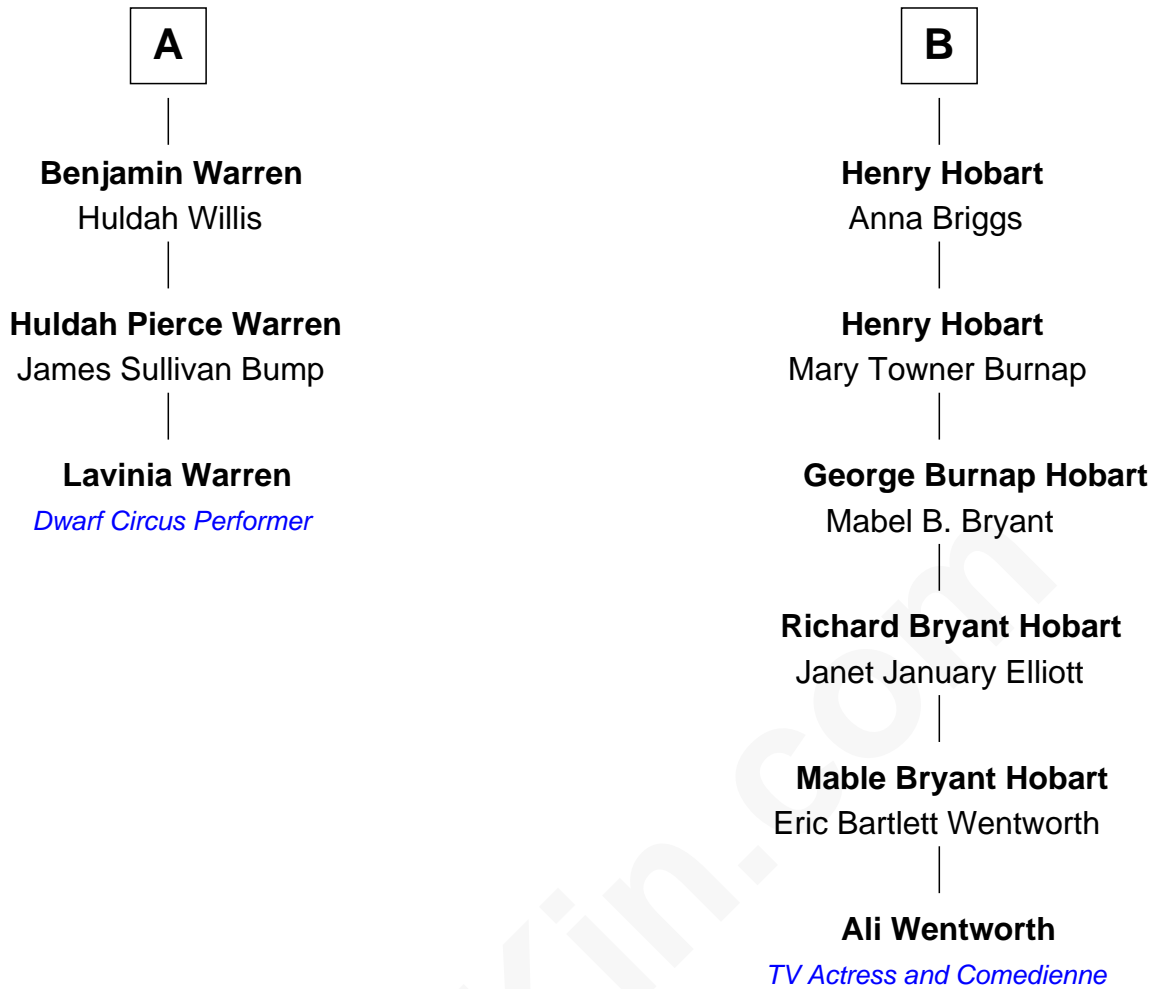 A
Benjamin Warren
Huldah Willis
Huldah Pierce Warren
James Sullivan Bump
Lavinia Warren
Dwarf Circus Performer
B
Henry Hobart
Anna Briggs
Henry Hobart
Mary Towner Burnap
George Burnap Hobart
Mabel B. Bryant
Richard Bryant Hobart
Janet January Elliott
Mable Bryant Hobart
Eric Bartlett Wentworth
Ali Wentworth
TV Actress and Comedienne